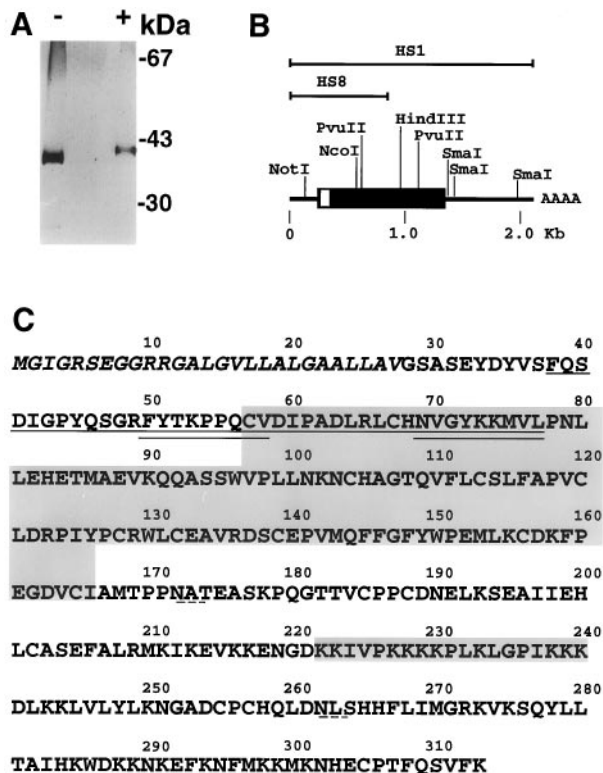 A - + kDa
-67
-43
-30
B
HS1
HS8
HindIII
PvuII PvuII
NcoI SmaI
NotI SmaI SmaI
AAAA
0 1.0 2.0 Kb
C
10 20 30 40
MGIGRSEGGRRGALGVLLALGAALLAVGSASEYDYVSFQS
50 60 70 80
DIGPYQSGRFYTKPPQCVDIPADLRLCHNVGYKKMVLPNL
90 100 110 120
LEHETMAEVKQQASSWVPLLNKNCHAGTQVFLCSLFAPVC
130 140 150 160
LDRPIYPCRWLCEAVRDSCEPVMQFFGFYWPEMLKCDKFP
170 180 190 200
EGDVCIAMTPPNATEASKPQGTTVCPPCDNELKSEAIIEH
210 220 230 240
LCASEFALRMKIKEVKKENGDKKIVPKKKKPLKLGPIKKK
250 260 270 280
DLKKLVLYLKNGADCPCHQLDNLSHHFLIMGRKVKSQYLL
290 300 310
TAIHKWDKKNKEFKNFMKKMKNHECPTFQSVFK